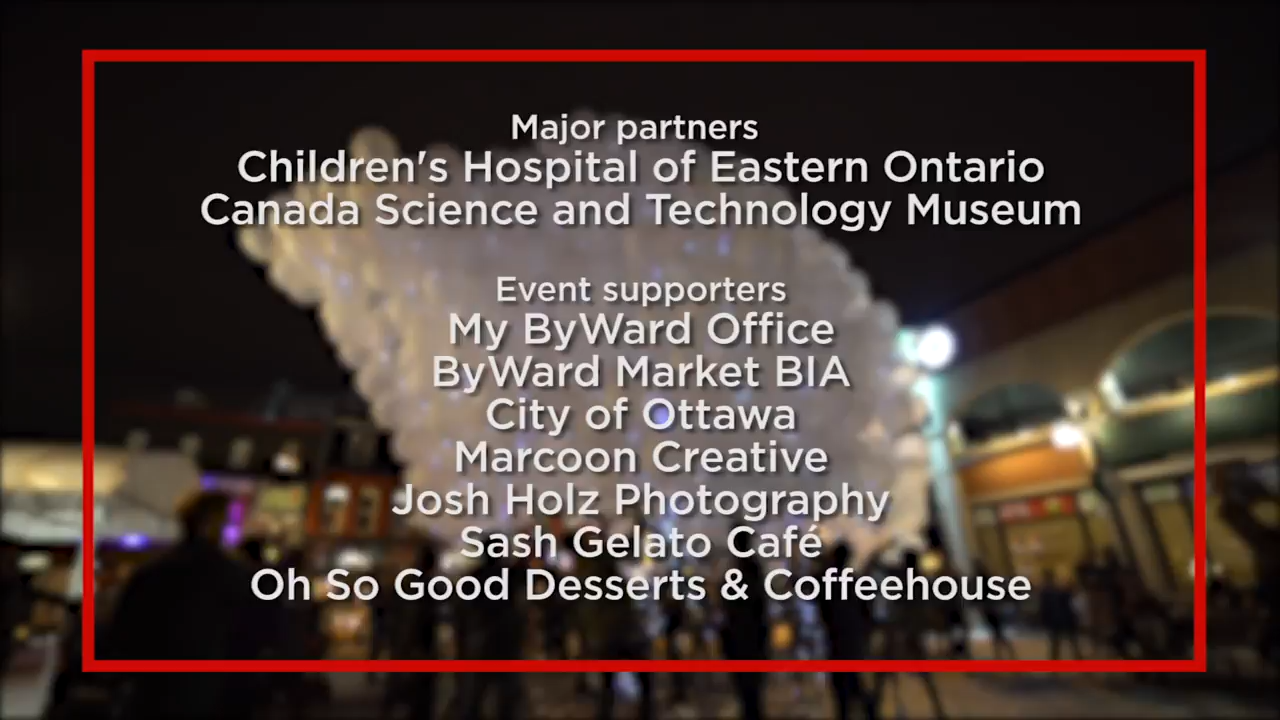 Major partners
Children's Hospital of Eastern Ontario
Canada Science and Technology Museum
Event supporters
My ByWard Office
ByWard Market BIA
City of Ottawa
Marcoon Creative
Josh Holz Photography
Sash Gelato Café
Oh So Good Desserts & Coffeehouse